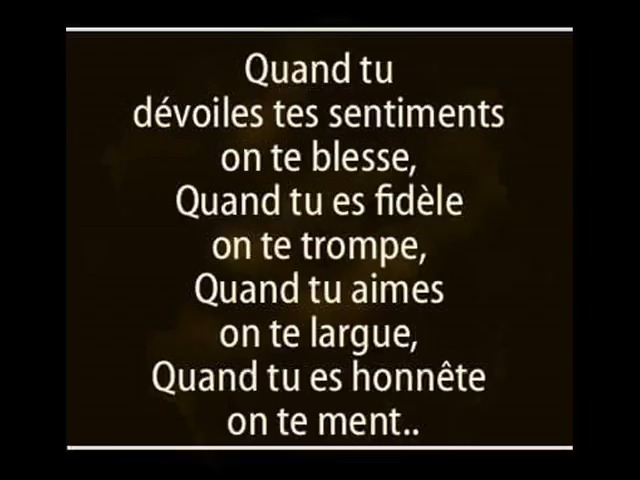 Quand tu
dévoiles tes sentiments
on te blesse,
Quand tu es fidèle
on te trompe,
Quand tu aimes
on te largue,
Quand tu es honnête
on te ment..